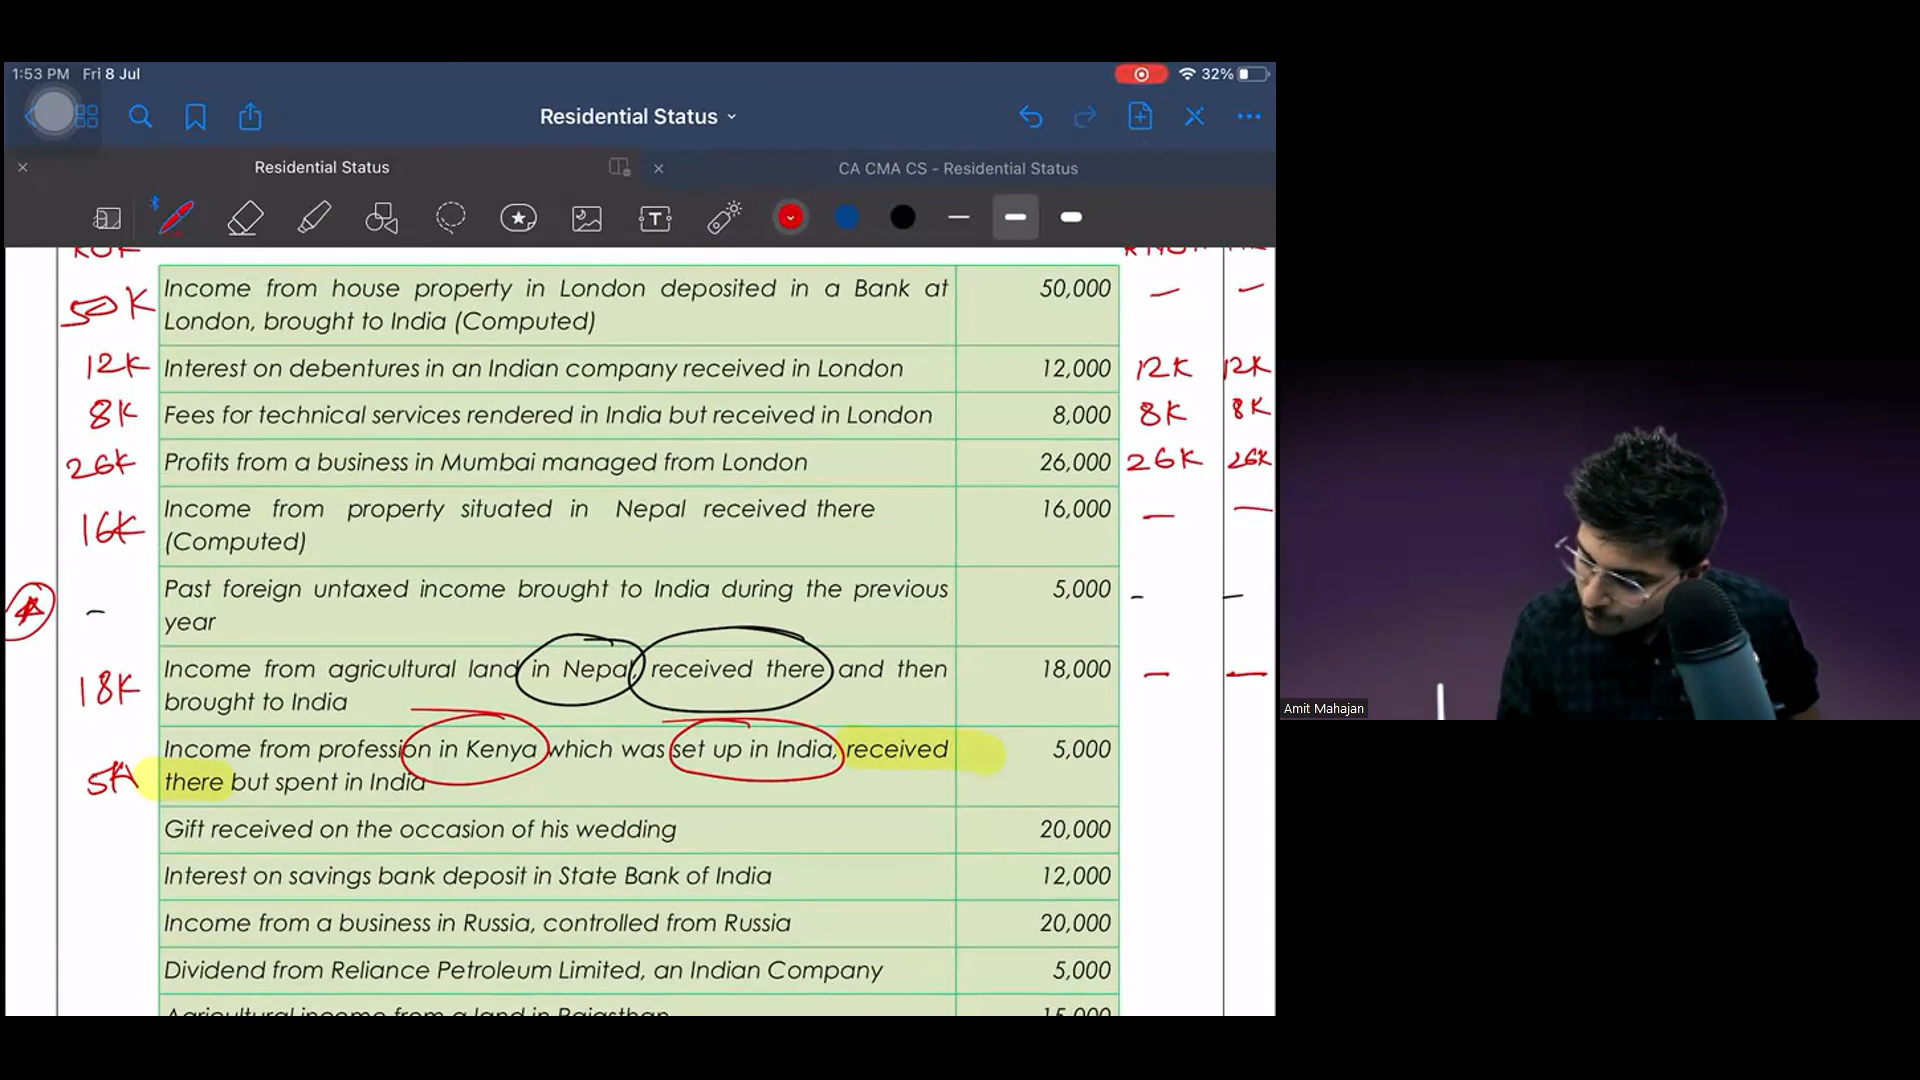 1:53 PM Fri 8 Jul
32%
Residential Status
Residential Status
CA CMA CS - Residential Status
T
50K Income from house property in London deposited in a Bank at 50,000 — —
London, brought to India (Computed)
12K Interest on debentures in an Indian company received in London 12,000 12K 12K
8K Fees for technical services rendered in India but received in London 8,000 8K 8K
26K Profits from a business in Mumbai managed from London 26,000 26K 26K
16K Income from property situated in Nepal received there 16,000 — —
(Computed)
- Past foreign untaxed income brought to India during the previous 5,000 - -
year
18K Income from agricultural land in Nepal, received there and then 18,000 — —
brought to India
5K Income from profession in Kenya which was set up in India, received 5,000
there but spent in India
Gift received on the occasion of his wedding 20,000
Interest on savings bank deposit in State Bank of India 12,000
Income from a business in Russia, controlled from Russia 20,000
Dividend from Reliance Petroleum Limited, an Indian Company 5,000
Agricultural income from a land in Rajasthan 15,000
Amit Mahajan